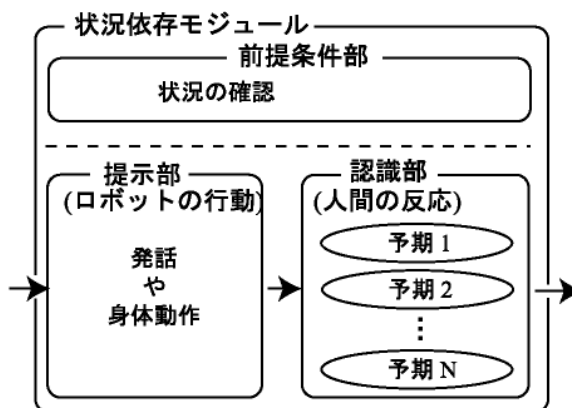 状況依存モジュール
前提条件部
状況の確認
提示部
(ロボットの行動)
発話
や
身体動作
認識部
(人間の反応)
予期 1
予期 2
⋮
予期 N